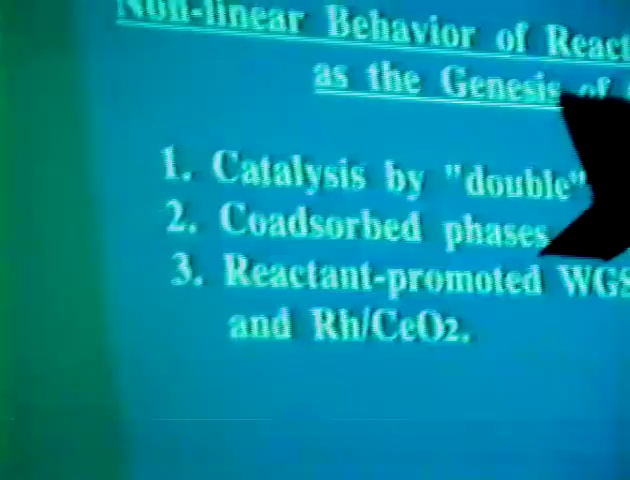 Non-linear Behavior of React
as the Genesis of
1. Catalysis by "double"
2. Coadsorbed phases
3. Reactant-promoted WGS
and Rh/CeO2.